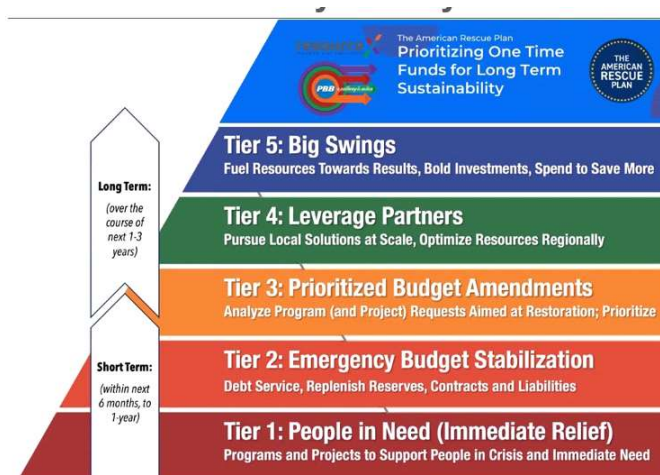 The American Rescue Plan
Prioritizing One Time
Funds for Long Term
Sustainability
PBB
THE
AMERICAN
RESCUE
PLAN
Tier 5: Big Swings
Fuel Resources Towards Results, Bold Investments, Spend to Save More
Long Term:
(over the
course of
next 1-3
years)
Tier 4: Leverage Partners
Pursue Local Solutions at Scale, Optimize Resources Regionally
Tier 3: Prioritized Budget Amendments
Analyze Program (and Project) Requests Aimed at Restoration; Prioritize
Short Term:
(within next
6 months, to
1-year)
Tier 2: Emergency Budget Stabilization
Debt Service, Replenish Reserves, Contracts and Liabilities
Tier 1: People in Need (Immediate Relief)
Programs and Projects to Support People in Crisis and Immediate Need